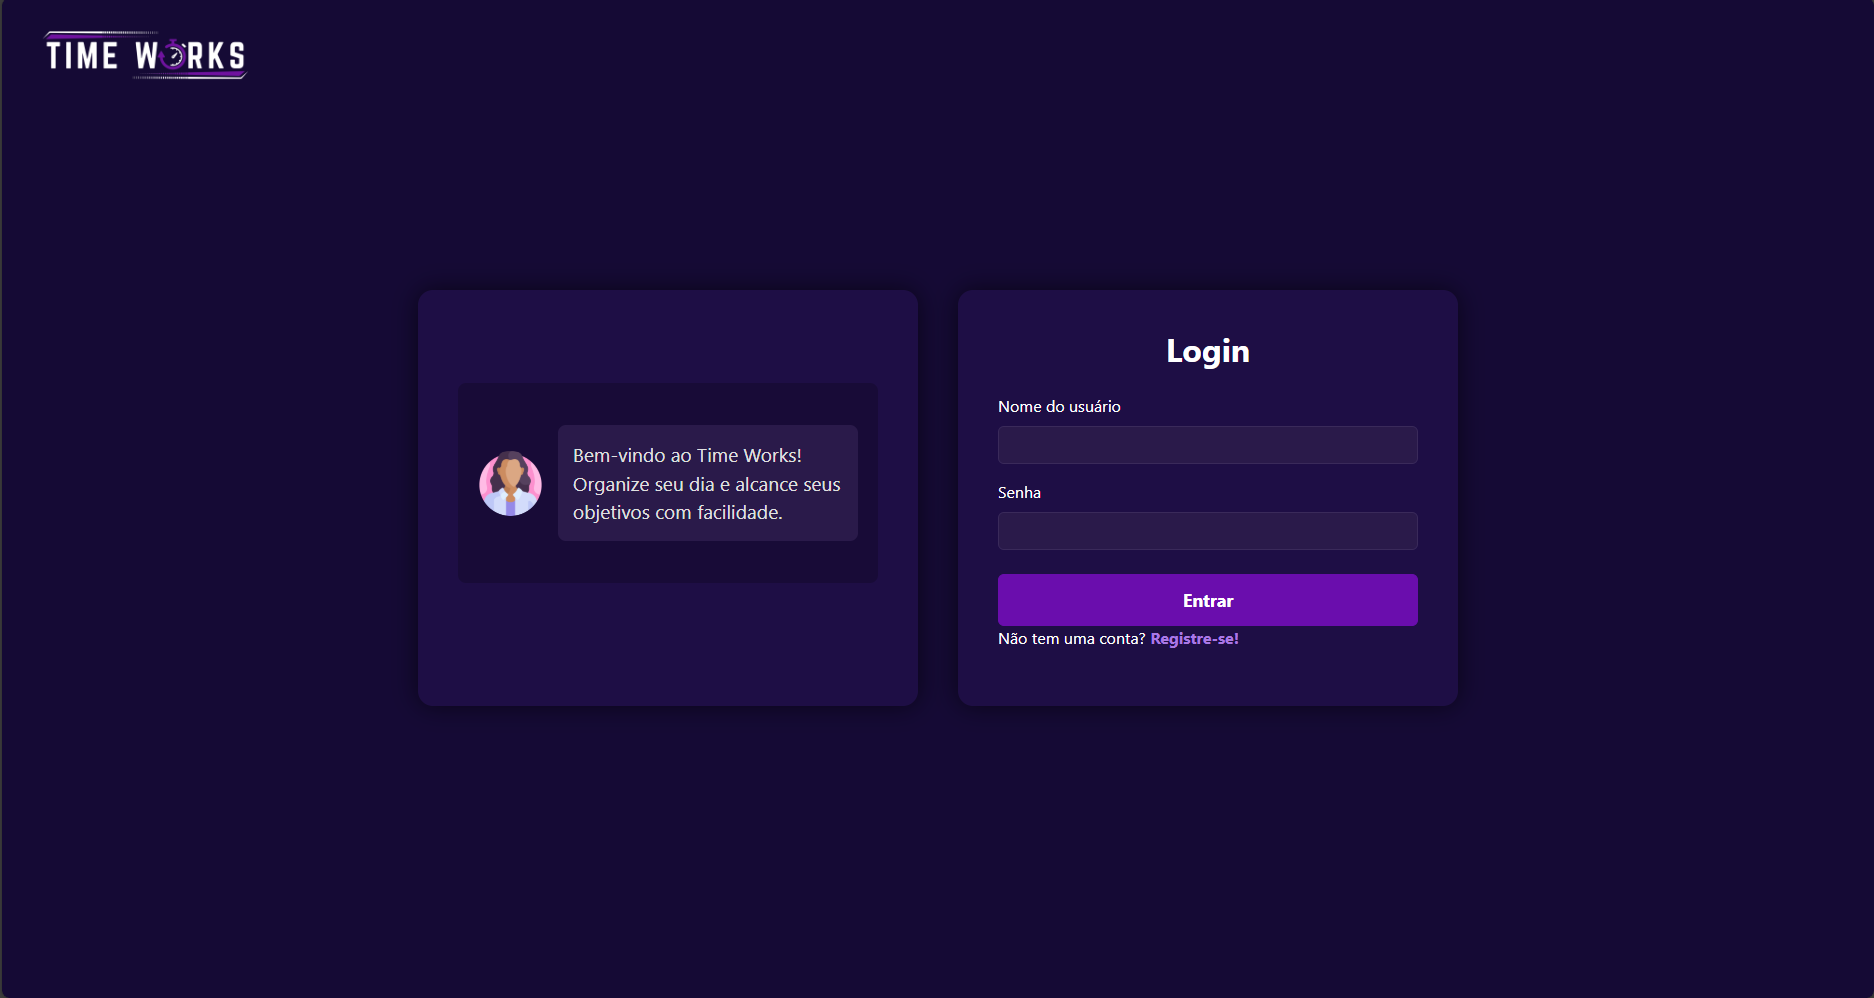 TIME WORKS
Bem-vindo ao Time Works!
Organize seu dia e alcance seus
objetivos com facilidade.
Login
Nome do usuário
Senha
Entrar
Não tem uma conta? Registre-se!